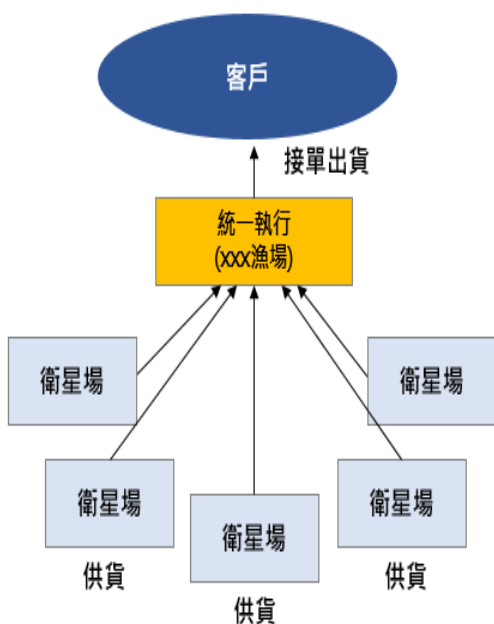 客戶
接單出貨
統一執行
(xxx漁場)
衛星場
衛星場
衛星場
衛星場
衛星場
供貨
供貨
供貨